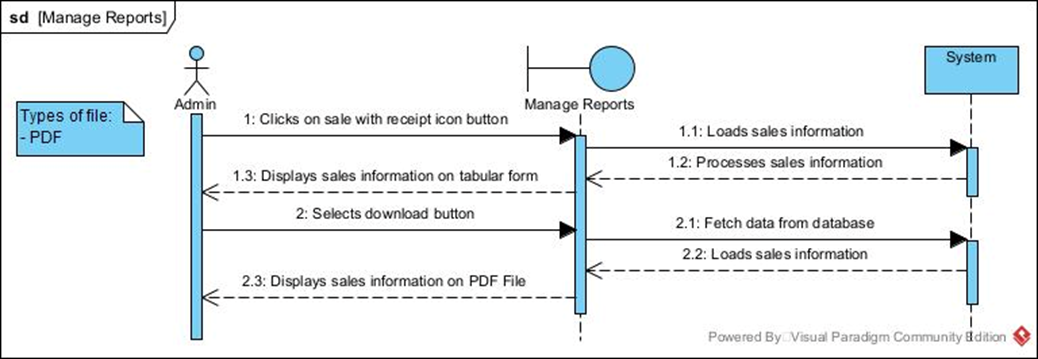 sd [Manage Reports]
System
Admin
Manage Reports
Types of file:
- PDF
1: Clicks on sale with receipt icon button
1.1: Loads sales information
1.2: Processes sales information
1.3: Displays sales information on tabular form
2: Selects download button
2.1: Fetch data from database
2.2: Loads sales information
2.3: Displays sales information on PDF File
Powered By Visual Paradigm Community Edition